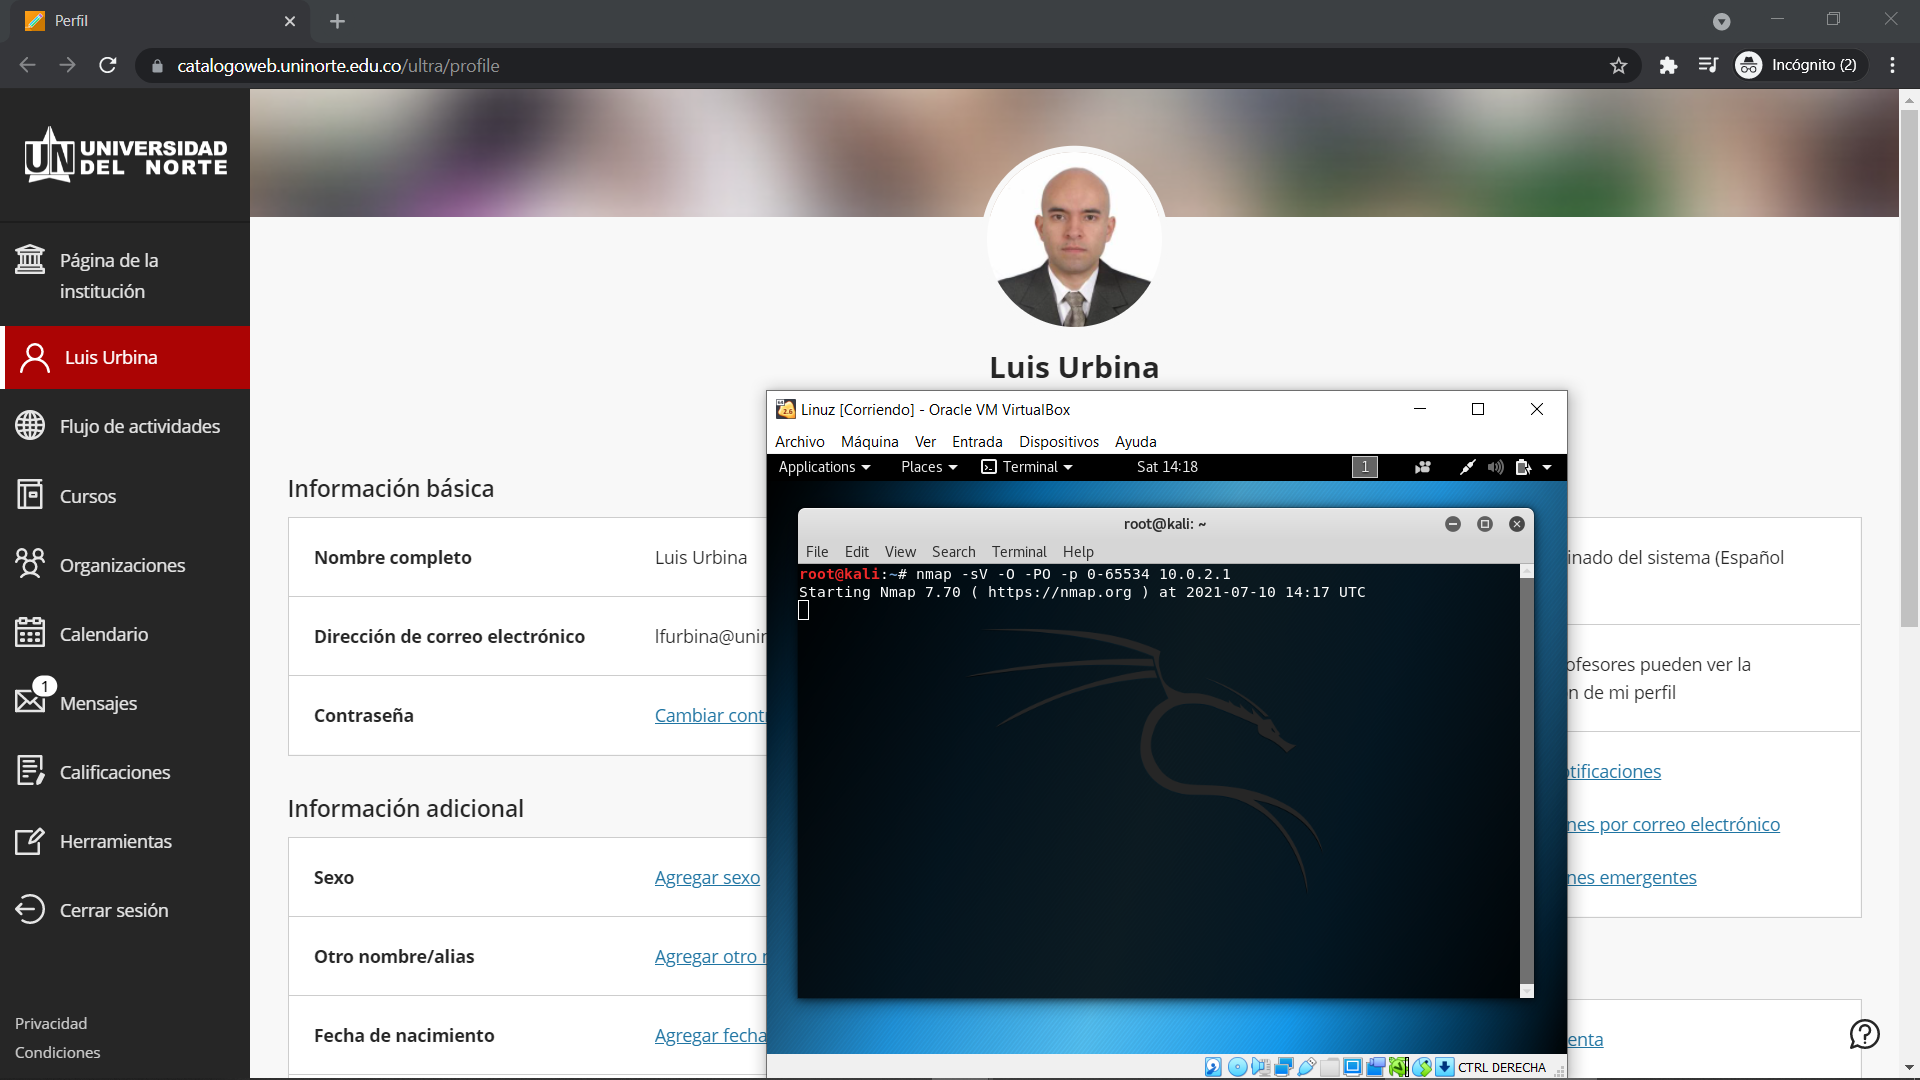 Perfil
catalogoweb.uninorte.edu.co/ultra/profile
Incógnito (2)
UN UNIVERSIDAD
DEL NORTE
Página de la
institución
Luis Urbina
Flujo de actividades
Cursos
Organizaciones
Calendario
1
Mensajes
Calificaciones
Herramientas
Cerrar sesión
Privacidad
Condiciones
Luis Urbina
Información básica
Nombre completo
Luis Urbina
Dirección de correo electrónico
lfurbina@unin
Contraseña
Cambiar cont
Información adicional
Sexo
Agregar sexo
Otro nombre/alias
Agregar otro
Fecha de nacimiento
Agregar fecha
inado del sistema (Español
ofesores pueden ver la
n de mi perfil
otificaciones
nes por correo electrónico
nes emergentes
enta
Linuz [Corriendo] - Oracle VM VirtualBox
Archivo Máquina Ver Entrada Dispositivos Ayuda
Applications Places Terminal Sat 14:18 1
root@kali: ~
File Edit View Search Terminal Help
root@kali:~# nmap -sV -O -PO -p 0-65534 10.0.2.1
Starting Nmap 7.70 ( https://nmap.org ) at 2021-07-10 14:17 UTC
CTRL DERECHA